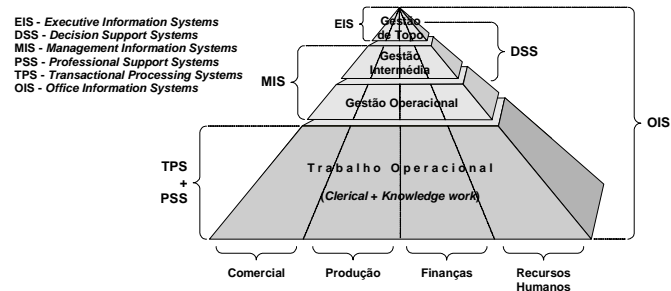 EIS - Executive Information Systems
DSS - Decision Support Systems
MIS - Management Information Systems
PSS - Professional Support Systems
TPS - Transactional Processing Systems
OIS - Office Information Systems
EIS
Gestão
de Topo
DSS
Gestão
Intermédia
MIS
Gestão Operacional
OIS
TPS
+
PSS
Trabalho Operacional
(Clerical + Knowledge work)
Comercial
Produção
Finanças
Recursos
Humanos